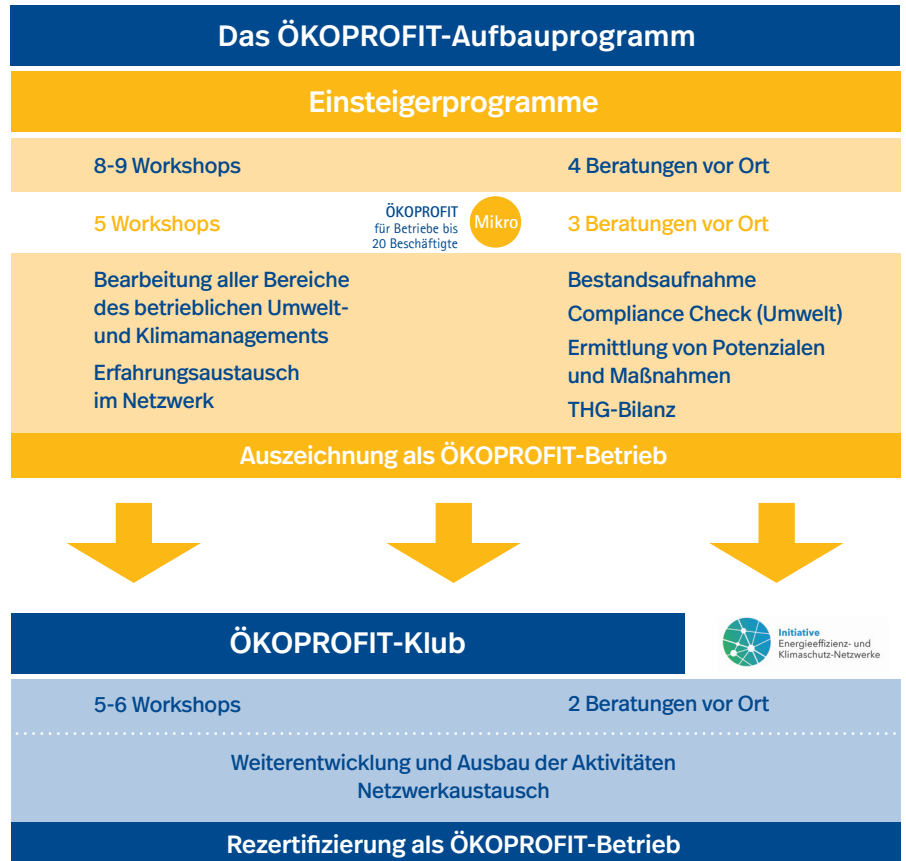 Das ÖKOPROFIT-Aufbauprogramm
Einsteigerprogramme
8-9 Workshops
4 Beratungen vor Ort
5 Workshops
ÖKOPROFIT
für Betriebe bis
20 Beschäftigte
Mikro
3 Beratungen vor Ort
Bearbeitung aller Bereiche
des betrieblichen Umwelt-
und Klimamanagements
Erfahrungsaustausch
im Netzwerk
Bestandsaufnahme
Compliance Check (Umwelt)
Ermittlung von Potenzialen
und Maßnahmen
THG-Bilanz
Auszeichnung als ÖKOPROFIT-Betrieb
ÖKOPROFIT-Klub
Initiative
Energieeffizienz- und
Klimaschutz-Netzwerke
5-6 Workshops
2 Beratungen vor Ort
Weiterentwicklung und Ausbau der Aktivitäten
Netzwerkaustausch
Rezertifizierung als ÖKOPROFIT-Betrieb